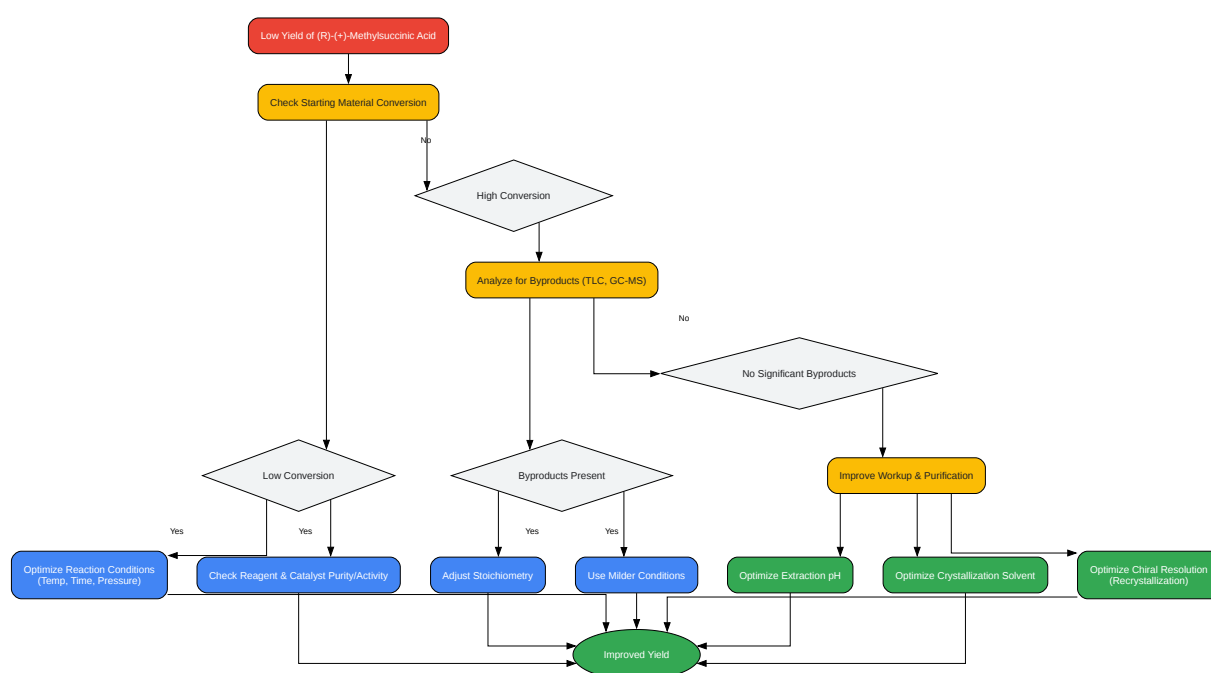 Low Yield of (R)-(+)-Methylsuccinic Acid
Check Starting Material Conversion
No
High Conversion
Analyze for Byproducts (TLC, GC-MS)
No
No Significant Byproducts
Low Conversion
Byproducts Present
Improve Workup & Purification
Yes
Yes
Yes
Yes
Optimize Reaction Conditions
(Temp, Time, Pressure)
Check Reagent & Catalyst Purity/Activity
Adjust Stoichiometry
Use Milder Conditions
Optimize Extraction pH
Optimize Crystallization Solvent
Optimize Chiral Resolution
(Recrystallization)
Improved Yield